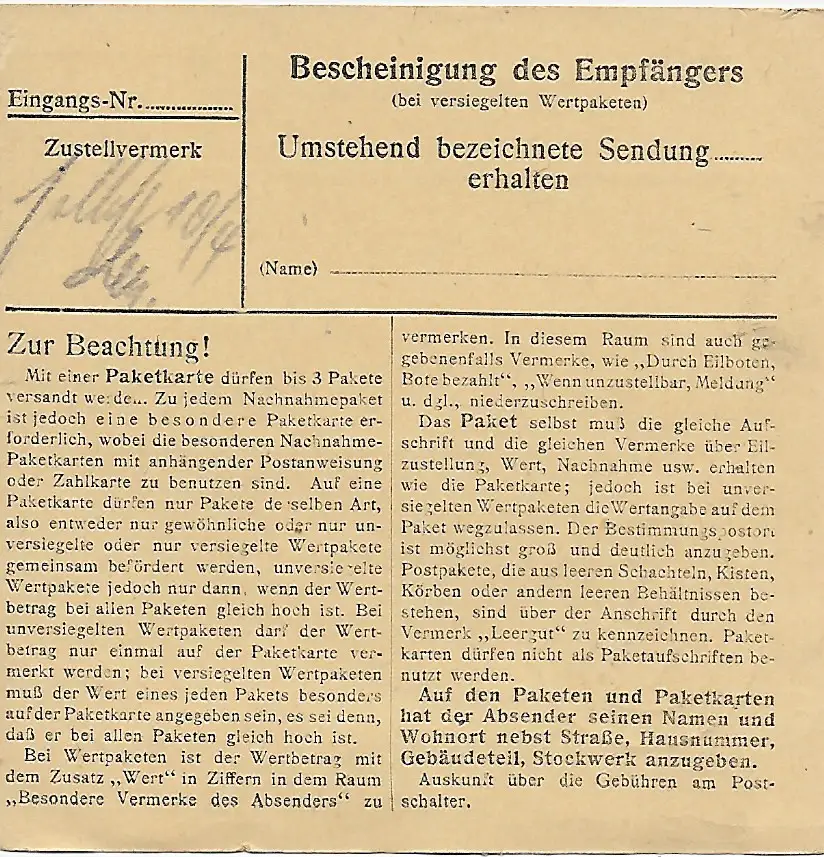 Eingangs-Nr.
Zustellvermerk
10/4
Bescheinigung des Empfängers
(bei versiegelten Wertpaketen)
Umstehend bezeichnete Sendung
erhalten
(Name)
Zur Beachtung!
Mit einer Paketkarte dürfen bis 3 Pakete
versandt we.de... Zu jedem Nachnahmepaket
ist jedoch eine besondere Paketkarte er-
forderlich, wobei die besonderen Nachnahme-
Paketkarten mit anhängender Postanweisung
oder Zahlkarte zu benutzen sind. Auf eine
Paketkarte dürfen nur Pakete derselben Art,
also entweder nur gewöhnliche oder nur un-
versiegelte oder nur versiegelte Wertpakete
gemeinsam befördert werden, unversiegelte
Wertpakete jedoch nur dann, wenn der Wert-
betrag bei allen Paketen gleich hoch ist. Bei
unversiegelten Wertpaketen darf der Wert-
betrag nur einmal auf der Paketkarte ver-
merkt werden; bei versiegelten Wertpaketen
muß der Wert eines jeden Pakets besonders
auf der Paketkarte angegeben sein, es sei denn,
daß er bei allen Paketen gleich hoch ist.
Bei Wertpaketen ist der Wertbetrag mit
dem Zusatz „Wert“ in Ziffern in dem Raum
„Besondere Vermerke des Absenders“ zu
vermerken. In diesem Raum sind auch ge-
gebenenfalls Vermerke, wie „Durch Eilboten,
Bote bezahlt“, „Wenn unzustellbar, Meldung“
u. dgl., niederzuschreiben.
Das Paket selbst muß die gleiche Auf-
schrift und die gleichen Vermerke über Eil-
zustellung, Wert, Nachnahme usw. erhalten
wie die Paketkarte; jedoch ist bei unver-
siegelten Wertpaketen die Wertangabe auf dem
Paket wegzulassen. Der Bestimmungspostort
ist möglichst groß und deutlich anzugeben.
Postpakete, die aus leeren Schachteln, Kisten,
Körben oder andern leeren Behältnissen be-
stehen, sind über der Anschrift durch den
Vermerk „Leergut“ zu kennzeichnen. Paket-
karten dürfen nicht als Paketaufschriften be-
nutzt werden.
Auf den Paketen und Paketkarten
hat der Absender seinen Namen und
Wohnort nebst Straße, Hausnummer,
Gebäudeteil, Stockwerk anzugeben.
Auskunft über die Gebühren am Post-
schalter.